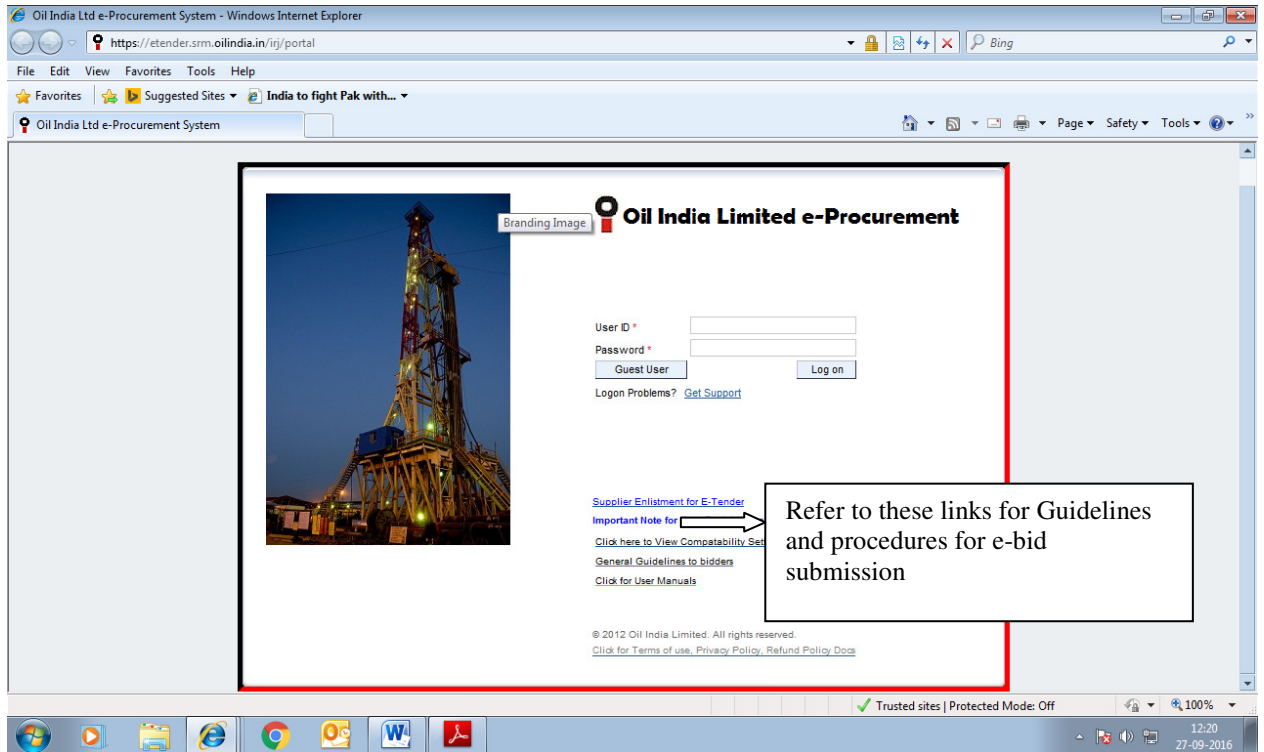 Oil India Ltd e-Procurement System - Windows Internet Explorer
https://etender.srm.oilindia.in/irj/portal
Bing
File Edit View Favorites Tools Help
Favorites Suggested Sites India to fight Pak with...
Oil India Ltd e-Procurement System
Page Safety Tools
Branding Image
Oil India Limited e-Procurement
User ID *
Password *
Guest User Log on
Logon Problems? Get Support
Supplier Enlistment for E-Tender
Important Note for
Click here to View Compatability Set
General Guidelines to bidders
Click for User Manuals
Refer to these links for Guidelines
and procedures for e-bid
submission
© 2012 Oil India Limited. All rights reserved.
Click for Terms of use, Privacy Policy, Refund Policy Docs
Trusted sites | Protected Mode: Off 100%
12:20
27-09-2016